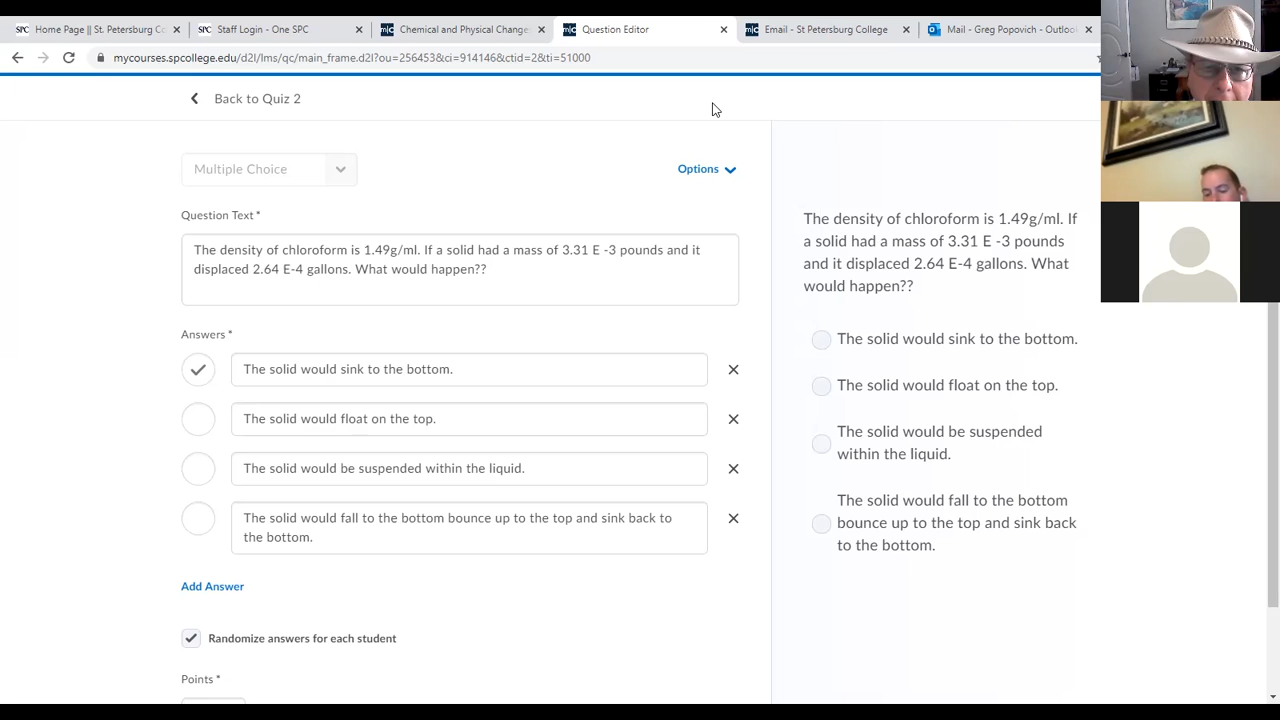 Home Page || St. Petersburg C
Staff Login - One SPC
Chemical and Physical Change
Question Editor
Email - St Petersburg College
Mail - Greg Popovich - Outlool
mycourses.spcollege.edu/d2l/lms/qc/main_frame.d2l?ou=256453&ci=914146&ctid=2&ti=51000
Back to Quiz 2
Multiple Choice
Options
Question Text *
The density of chloroform is 1.49g/ml. If a solid had a mass of 3.31 E -3 pounds and it
displaced 2.64 E-4 gallons. What would happen??
Answers *
The solid would sink to the bottom.
The solid would float on the top.
The solid would be suspended within the liquid.
The solid would fall to the bottom bounce up to the top and sink back to
the bottom.
Add Answer
Randomize answers for each student
Points *
The density of chloroform is 1.49g/ml. If
a solid had a mass of 3.31 E -3 pounds
and it displaced 2.64 E-4 gallons. What
would happen??
The solid would sink to the bottom.
The solid would float on the top.
The solid would be suspended
within the liquid.
The solid would fall to the bottom
bounce up to the top and sink back
to the bottom.